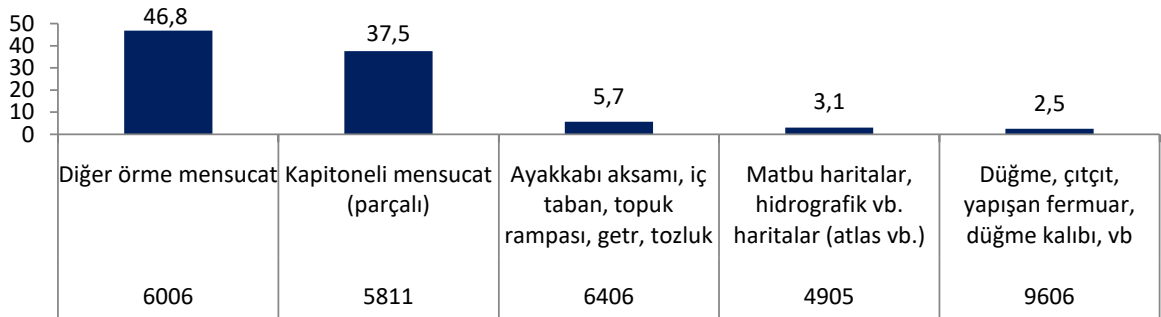 50
40
30
20
10
0
46,8
37,5
5,7
3,1
2,5
Diğer örme mensucat
Kapitoneli mensucat
(parçalı)
Ayakkabı aksamı, iç
taban, topuk
rampası, getr, tozluk
Matbu haritalar,
hidrografik vb.
haritalar (atlas vb.)
Düğme, çıtçıt,
yapışan fermuar,
düğme kalıbı, vb
6006
5811
6406
4905
9606